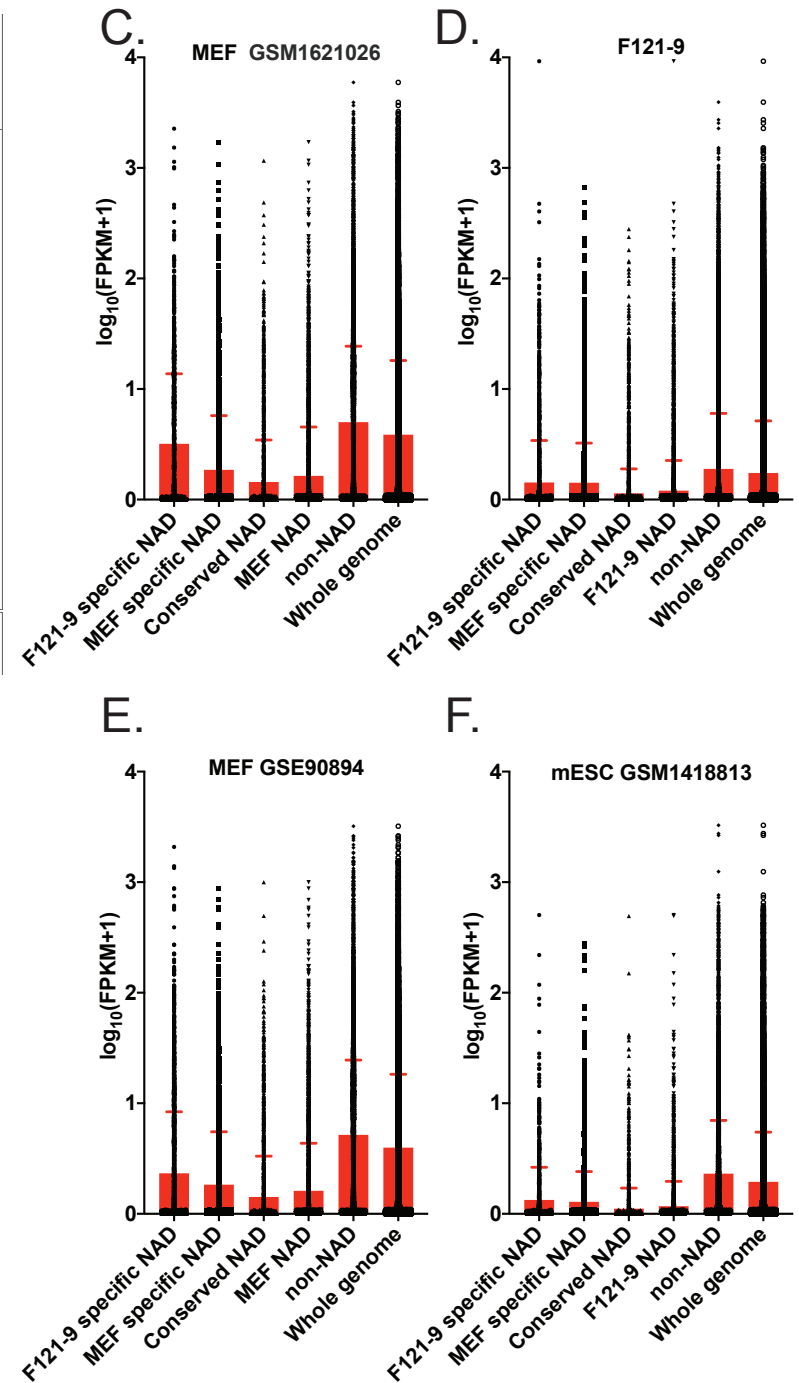 C.
MEF GSM1621026
4
3
2
1
0
log10(FPKM+1)
F121-9 specific NAD
MEF specific NAD
Conserved NAD
MEF NAD
non-NAD
Whole genome
D.
F121-9
4
3
2
1
0
log10(FPKM+1)
F121-9 specific NAD
MEF specific NAD
Conserved NAD
F121-9 NAD
non-NAD
Whole genome
E.
MEF GSE90894
4
3
2
1
0
log10(FPKM+1)
F121-9 specific NAD
MEF specific NAD
Conserved NAD
MEF NAD
non-NAD
Whole genome
F.
mESC GSM1418813
4
3
2
1
0
log10(FPKM+1)
F121-9 specific NAD
MEF specific NAD
Conserved NAD
F121-9 NAD
non-NAD
Whole genome